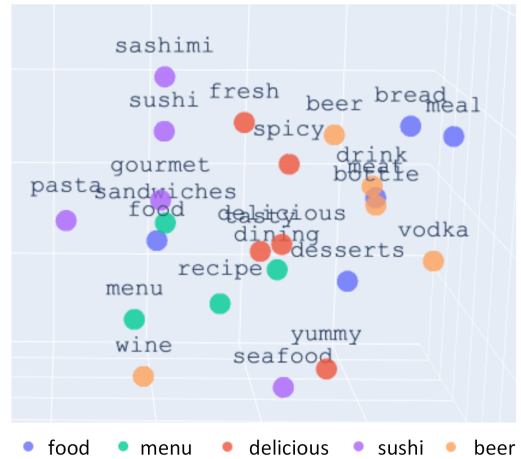 sashimi
sushi
fresh
beer
bread
meal
spicy
drink
meat
bottle
gourmet
pasta
sandwiches
food
delicious
tasty
dining
vodka
desserts
recipe
menu
wine
yummy
seafood
food menu delicious sushi beer